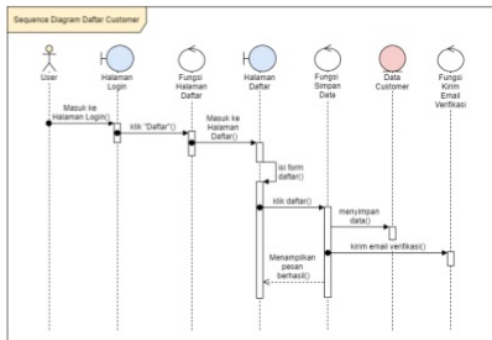 Sequence Diagram Daftar Customer
User
Halaman
Login
Fungsi
Halaman
Daftar
Halaman
Daftar
Fungsi
Simpan
Data
Data
Customer
Fungsi
Kirim
Email
Verifikasi
Masuk ke
Halaman Login()
klik "Daftar"()
Masuk ke
Halaman
Daftar()
isi form
daftar()
klik daftar()
menyimpan
data()
kirim email verifikasi()
Menampilkan
pesan
berhasil()